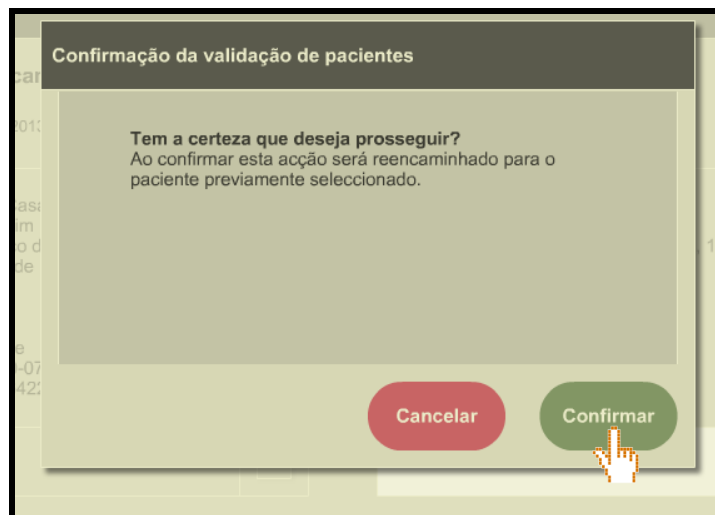 Confirmação da validação de pacientes
Tem a certeza que deseja prosseguir?
Ao confirmar esta acção será reencaminhado para o
paciente previamente seleccionado.
Cancelar
Confirmar